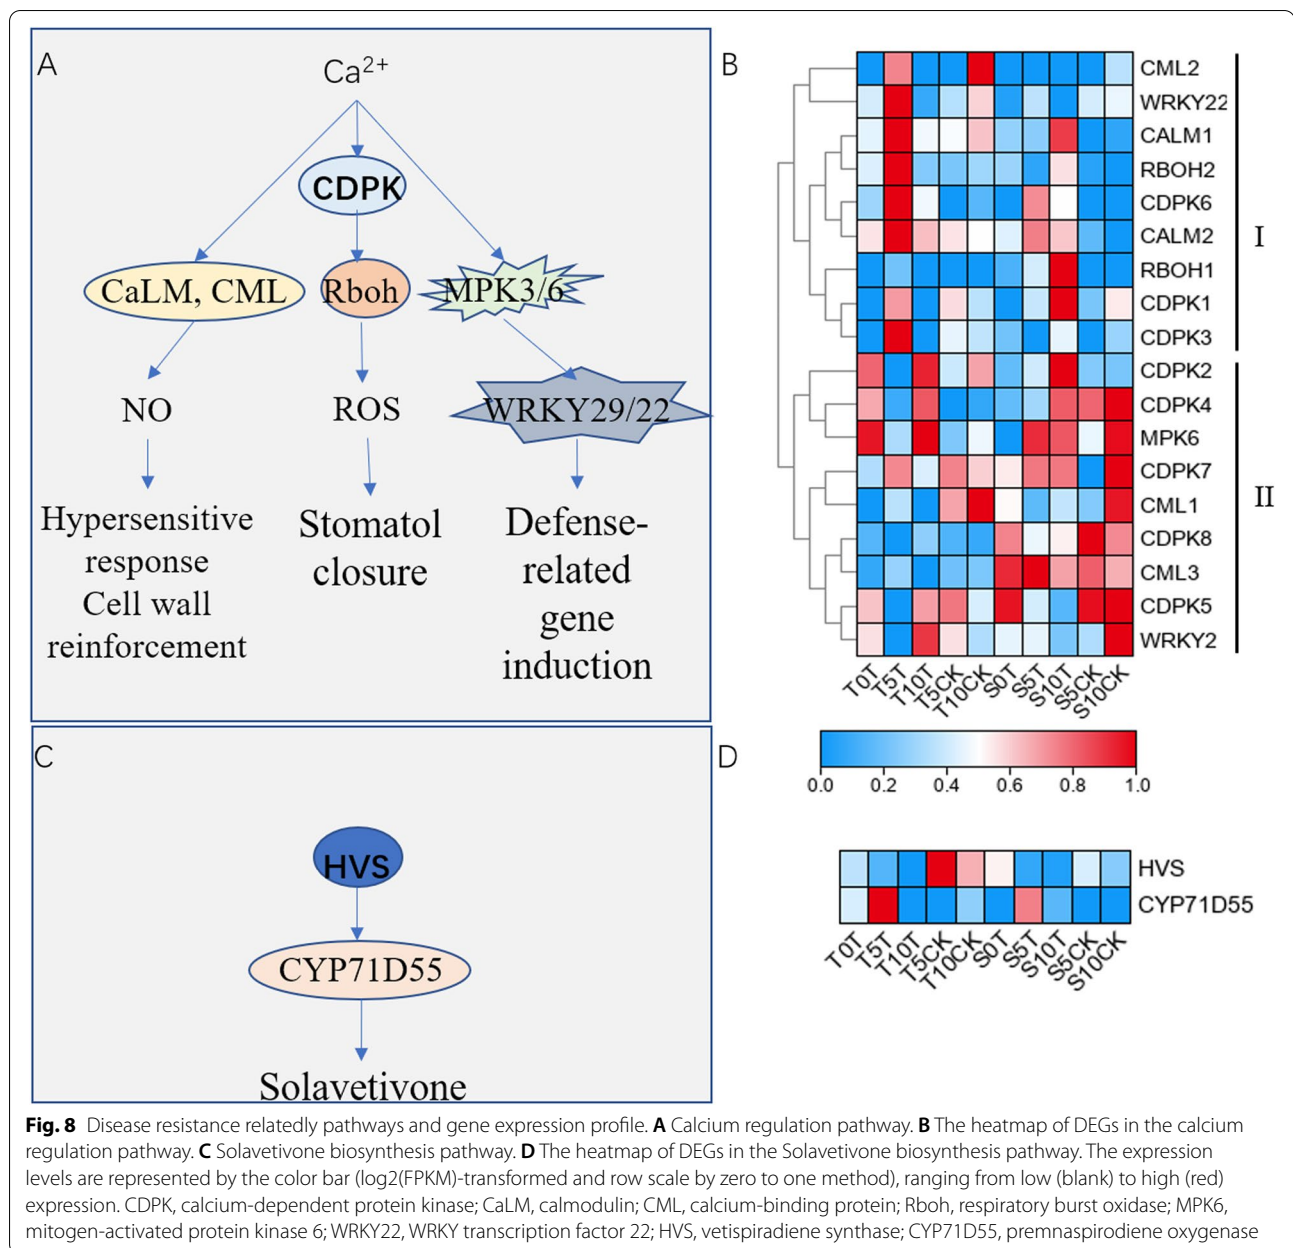 A
Ca2+
CDPK
CaLM, CML
Rboh
MPK3/6
NO
ROS
WRKY29/22
Hypersensitive
response
Cell wall
reinforcement
Stomatol
closure
Defense-
related
gene
induction
B
CML2
WRKY22
CALM1
RBOH2
CDPK6
CALM2
RBOH1
CDPK1
CDPK3
CDPK2
CDPK4
MPK6
CDPK7
CML1
CDPK8
CML3
CDPK5
WRKY2
I
II
T0T T5T T10T T5CK T10CK S0T S5T S10T S5CK S10CK
0.0 0.2 0.4 0.6 0.8 1.0
C
HVS
CYP71D55
Solavetivone
D
HVS
CYP71D55
T0T T5T T10T T5CK T10CK S0T S5T S10T S5CK S10CK
Fig. 8 Disease resistance relatedly pathways and gene expression profile. A Calcium regulation pathway. B The heatmap of DEGs in the calcium
regulation pathway. C Solavetivone biosynthesis pathway. D The heatmap of DEGs in the Solavetivone biosynthesis pathway. The expression
levels are represented by the color bar (log2(FPKM)-transformed and row scale by zero to one method), ranging from low (blank) to high (red)
expression. CDPK, calcium-dependent protein kinase; CaLM, calmodulin; CML, calcium-binding protein; Rboh, respiratory burst oxidase; MPK6,
mitogen-activated protein kinase 6; WRKY22, WRKY transcription factor 22; HVS, vetispiradiene synthase; CYP71D55, premnaspirodiene oxygenase